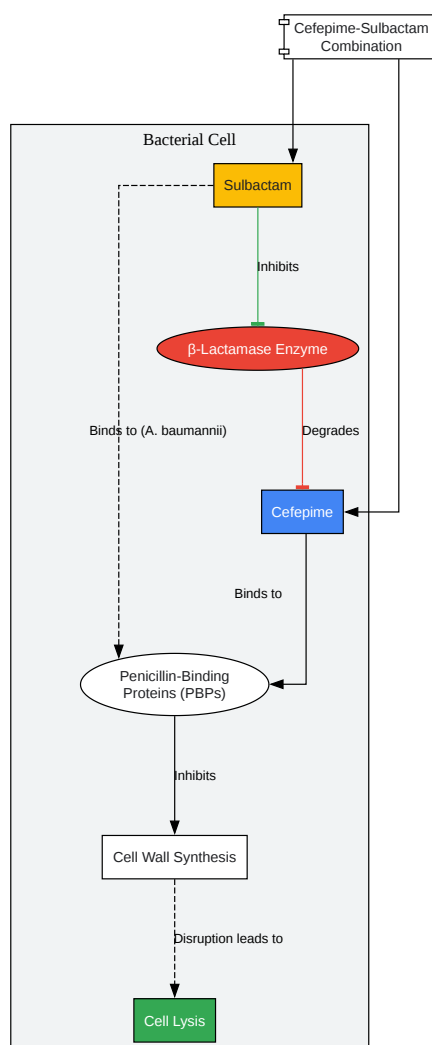 Cefepime-Sulbactam
Combination
Bacterial Cell
Sulbactam
Inhibits
β-Lactamase Enzyme
Binds to (A. baumannii)
Degrades
Cefepime
Binds to
Penicillin-Binding
Proteins (PBPs)
Inhibits
Cell Wall Synthesis
Disruption leads to
Cell Lysis